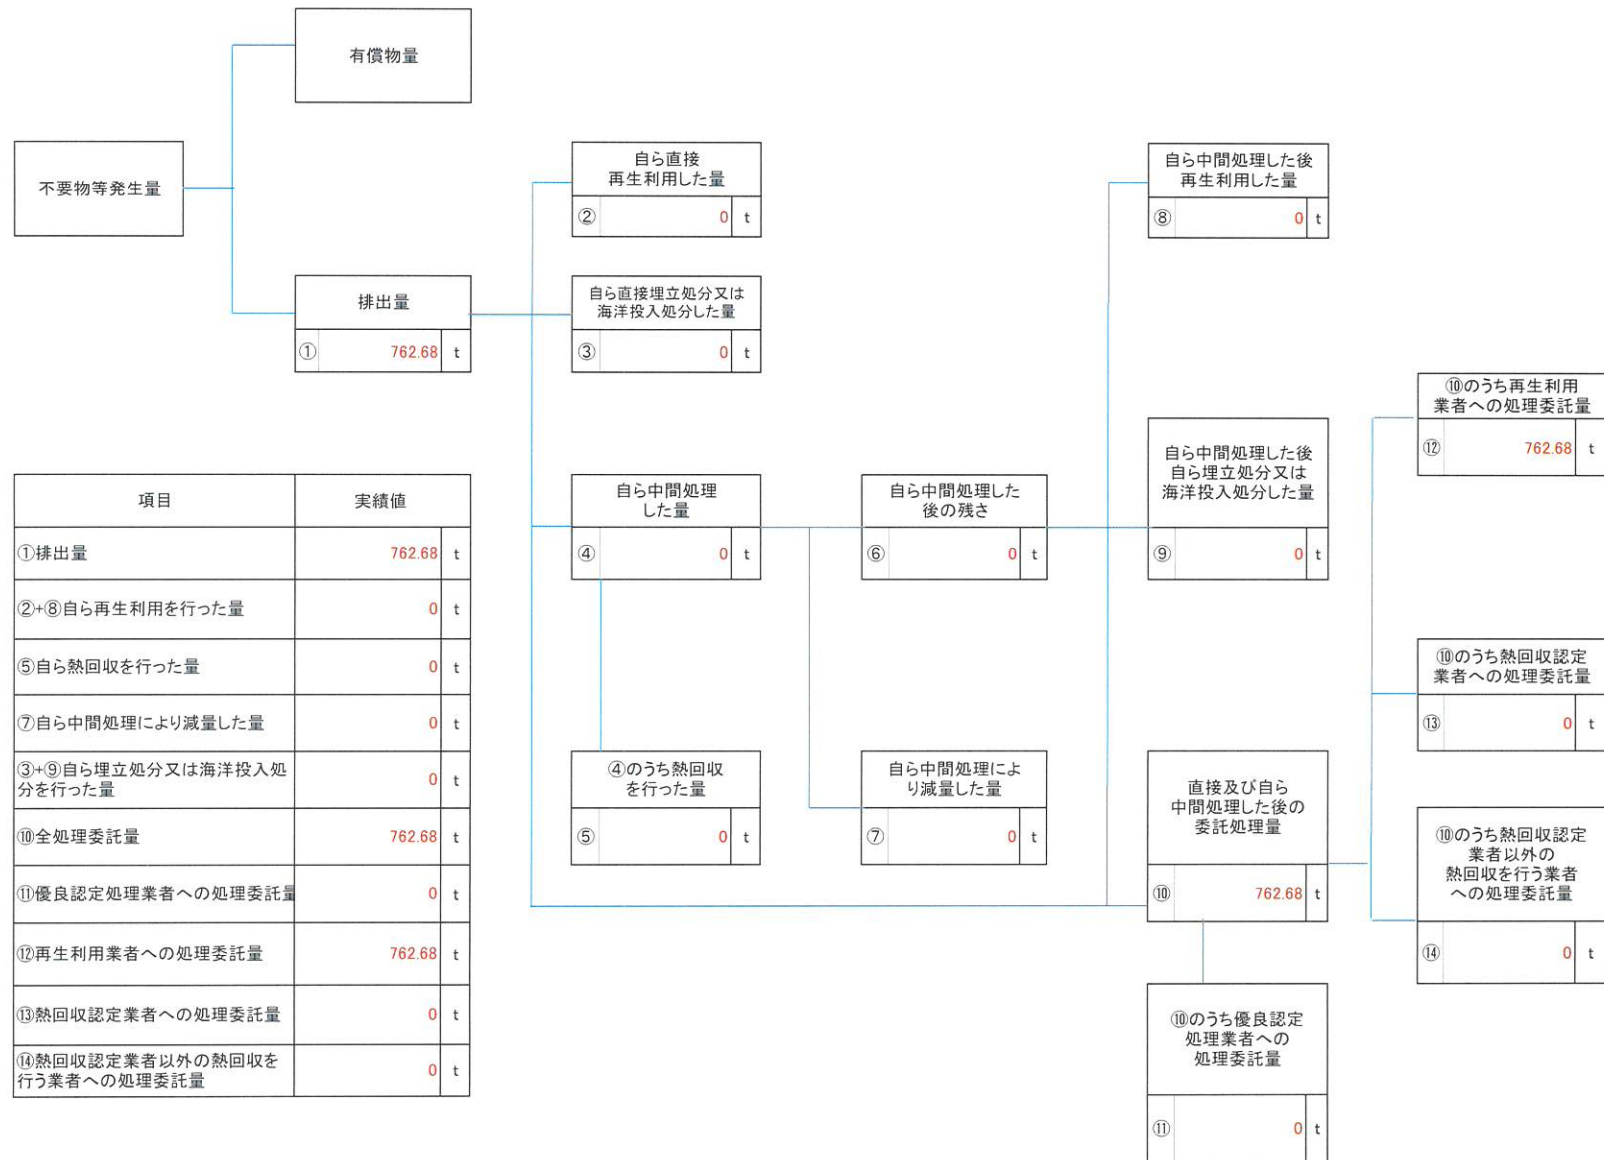 有償物量
不要物等発生量
排出量
① 762.68 t
自ら直接
再生利用した量
② 0 t
自ら直接埋立処分又は
海洋投入処分した量
③ 0 t
自ら中間処理
した量
④ 0 t
④のうち熱回収
を行った量
⑤ 0 t
自ら中間処理した
後の残さ
⑥ 0 t
自ら中間処理によ
り減量した量
⑦ 0 t
自ら中間処理した後
再生利用した量
⑧ 0 t
自ら中間処理した後
自ら埋立処分又は
海洋投入処分した量
⑨ 0 t
直接及び自ら
中間処理した後の
委託処理量
⑩ 762.68 t
⑩のうち優良認定
処理業者への
処理委託量
⑪ 0 t
⑩のうち再生利用
業者への処理委託量
⑫ 762.68 t
⑩のうち熱回収認定
業者への処理委託量
⑬ 0 t
⑩のうち熱回収認定
業者以外の
熱回収を行う業者
への処理委託量
⑭ 0 t
項目 実績値
①排出量 762.68 t
②+⑧自ら再生利用を行った量 0 t
⑤自ら熱回収を行った量 0 t
⑦自ら中間処理により減量した量 0 t
③+⑨自ら埋立処分又は海洋投入処
分を行った量 0 t
⑩全処理委託量 762.68 t
⑪優良認定処理業者への処理委託量 0 t
⑫再生利用業者への処理委託量 762.68 t
⑬熱回収認定業者への処理委託量 0 t
⑭熱回収認定業者以外の熱回収を
行う業者への処理委託量 0 t